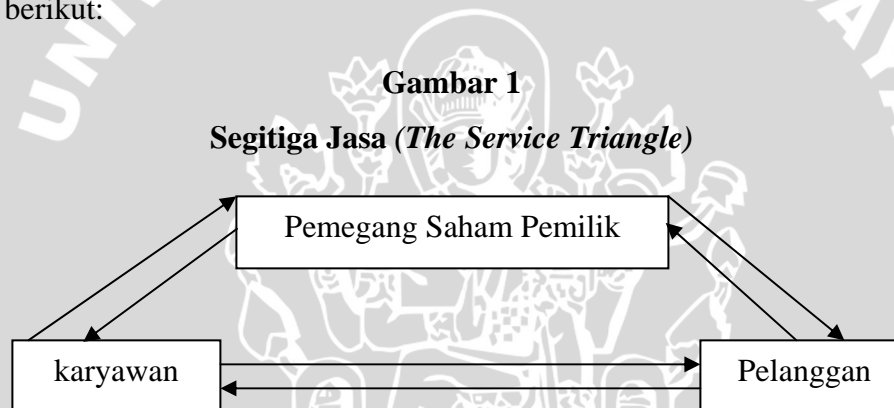 berikut:
Gambar 1
Segitiga Jasa (The Service Triangle)
Pemegang Saham Pemilik
karyawan
Pelanggan